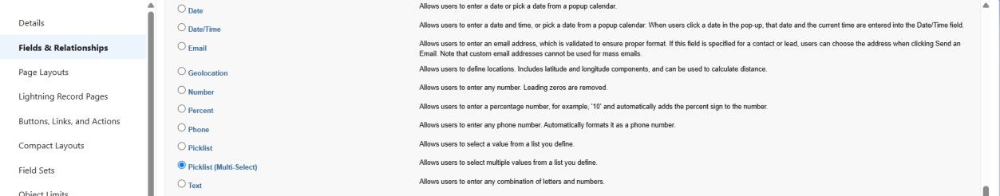 Details
Fields & Relationships
Page Layouts
Lightning Record Pages
Buttons, Links, and Actions
Compact Layouts
Field Sets
Object Limits
Date Allows users to enter a date or pick a date from a popup calendar.
Date/Time Allows users to enter a date and time, or pick a date from a popup calendar. When users click a date in the pop-up, that date and the current time are entered into the Date/Time field.
Email Allows users to enter an email address, which is validated to ensure proper format. If this field is specified for a contact or lead, users can choose the address when clicking Send an
Email. Note that custom email addresses cannot be used for mass emails.
Geolocation Allows users to define locations. Includes latitude and longitude components, and can be used to calculate distance.
Number Allows users to enter any number. Leading zeros are removed.
Percent Allows users to enter a percentage number, for example, '10' and automatically adds the percent sign to the number.
Phone Allows users to enter any phone number. Automatically formats it as a phone number.
Picklist Allows users to select a value from a list you define.
Picklist (Multi-Select) Allows users to select multiple values from a list you define.
Text Allows users to enter any combination of letters and numbers.